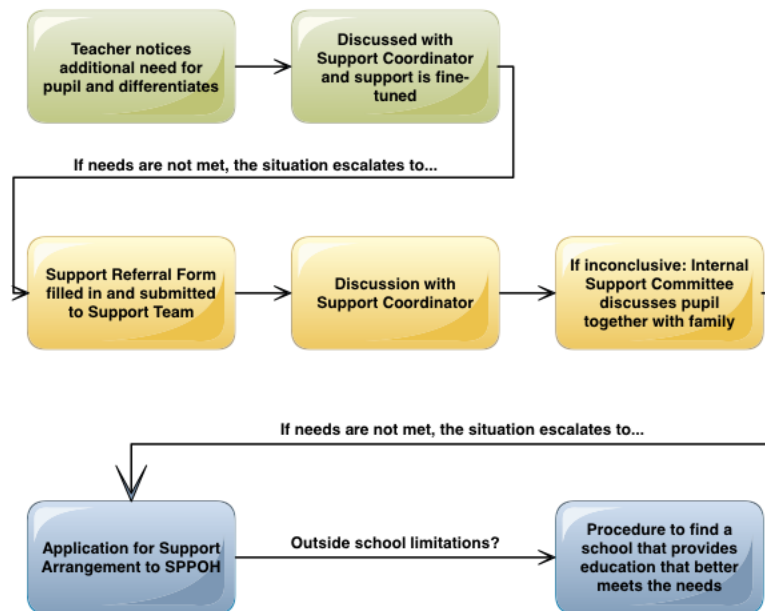 Teacher notices
additional need for
pupil and differentiates
Discussed with
Support Coordinator
and support is fine-
tuned
If needs are not met, the situation escalates to...
Support Referral Form
filled in and submitted
to Support Team
Discussion with
Support Coordinator
If inconclusive: Internal
Support Committee
discusses pupil
together with family
If needs are not met, the situation escalates to...
Application for Support
Arrangement to SPPOH
Outside school limitations?
Procedure to find a
school that provides
education that better
meets the needs